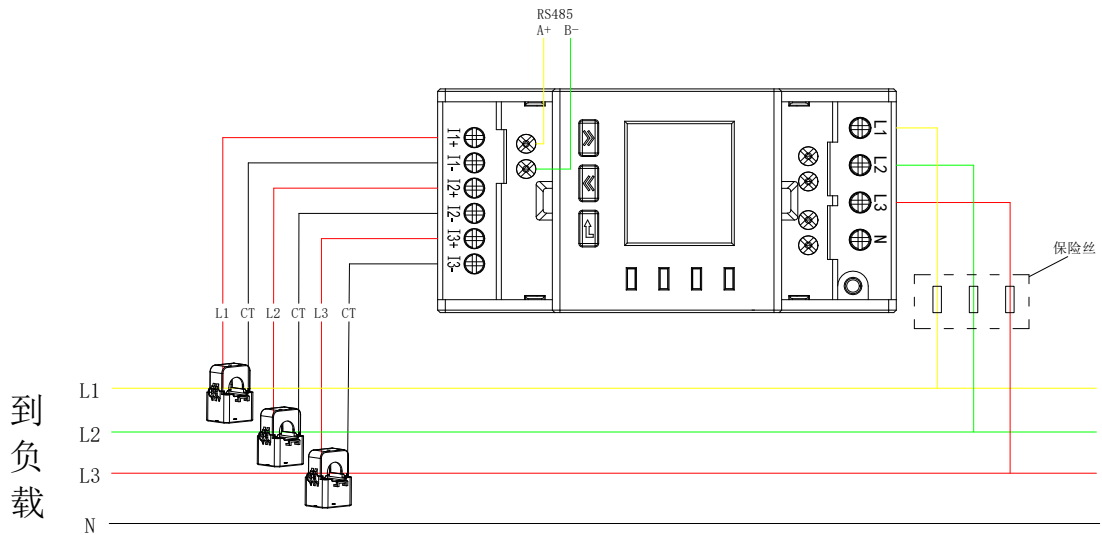 RS485
A+ B-
I1+
I1-
I2+
I2-
I3+
I3-
L1
L2
L3
N
保险丝
L1 CT L2 CT L3 CT
到负载
L1
L2
L3
N